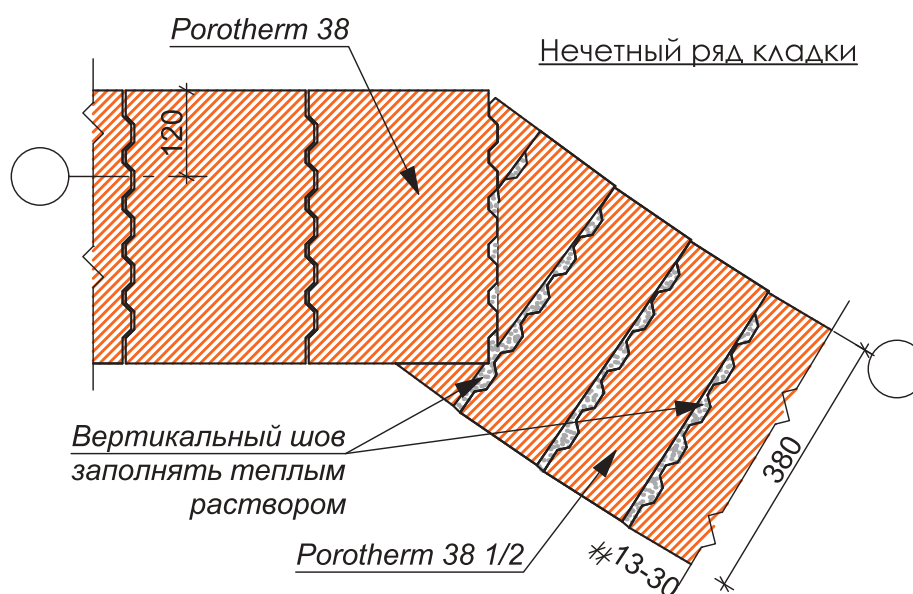 Porotherm 38
Нечетный ряд кладки
120
Вертикальный шов
заполнять теплым
раствором
380
Porotherm 38 1/2
**13-30